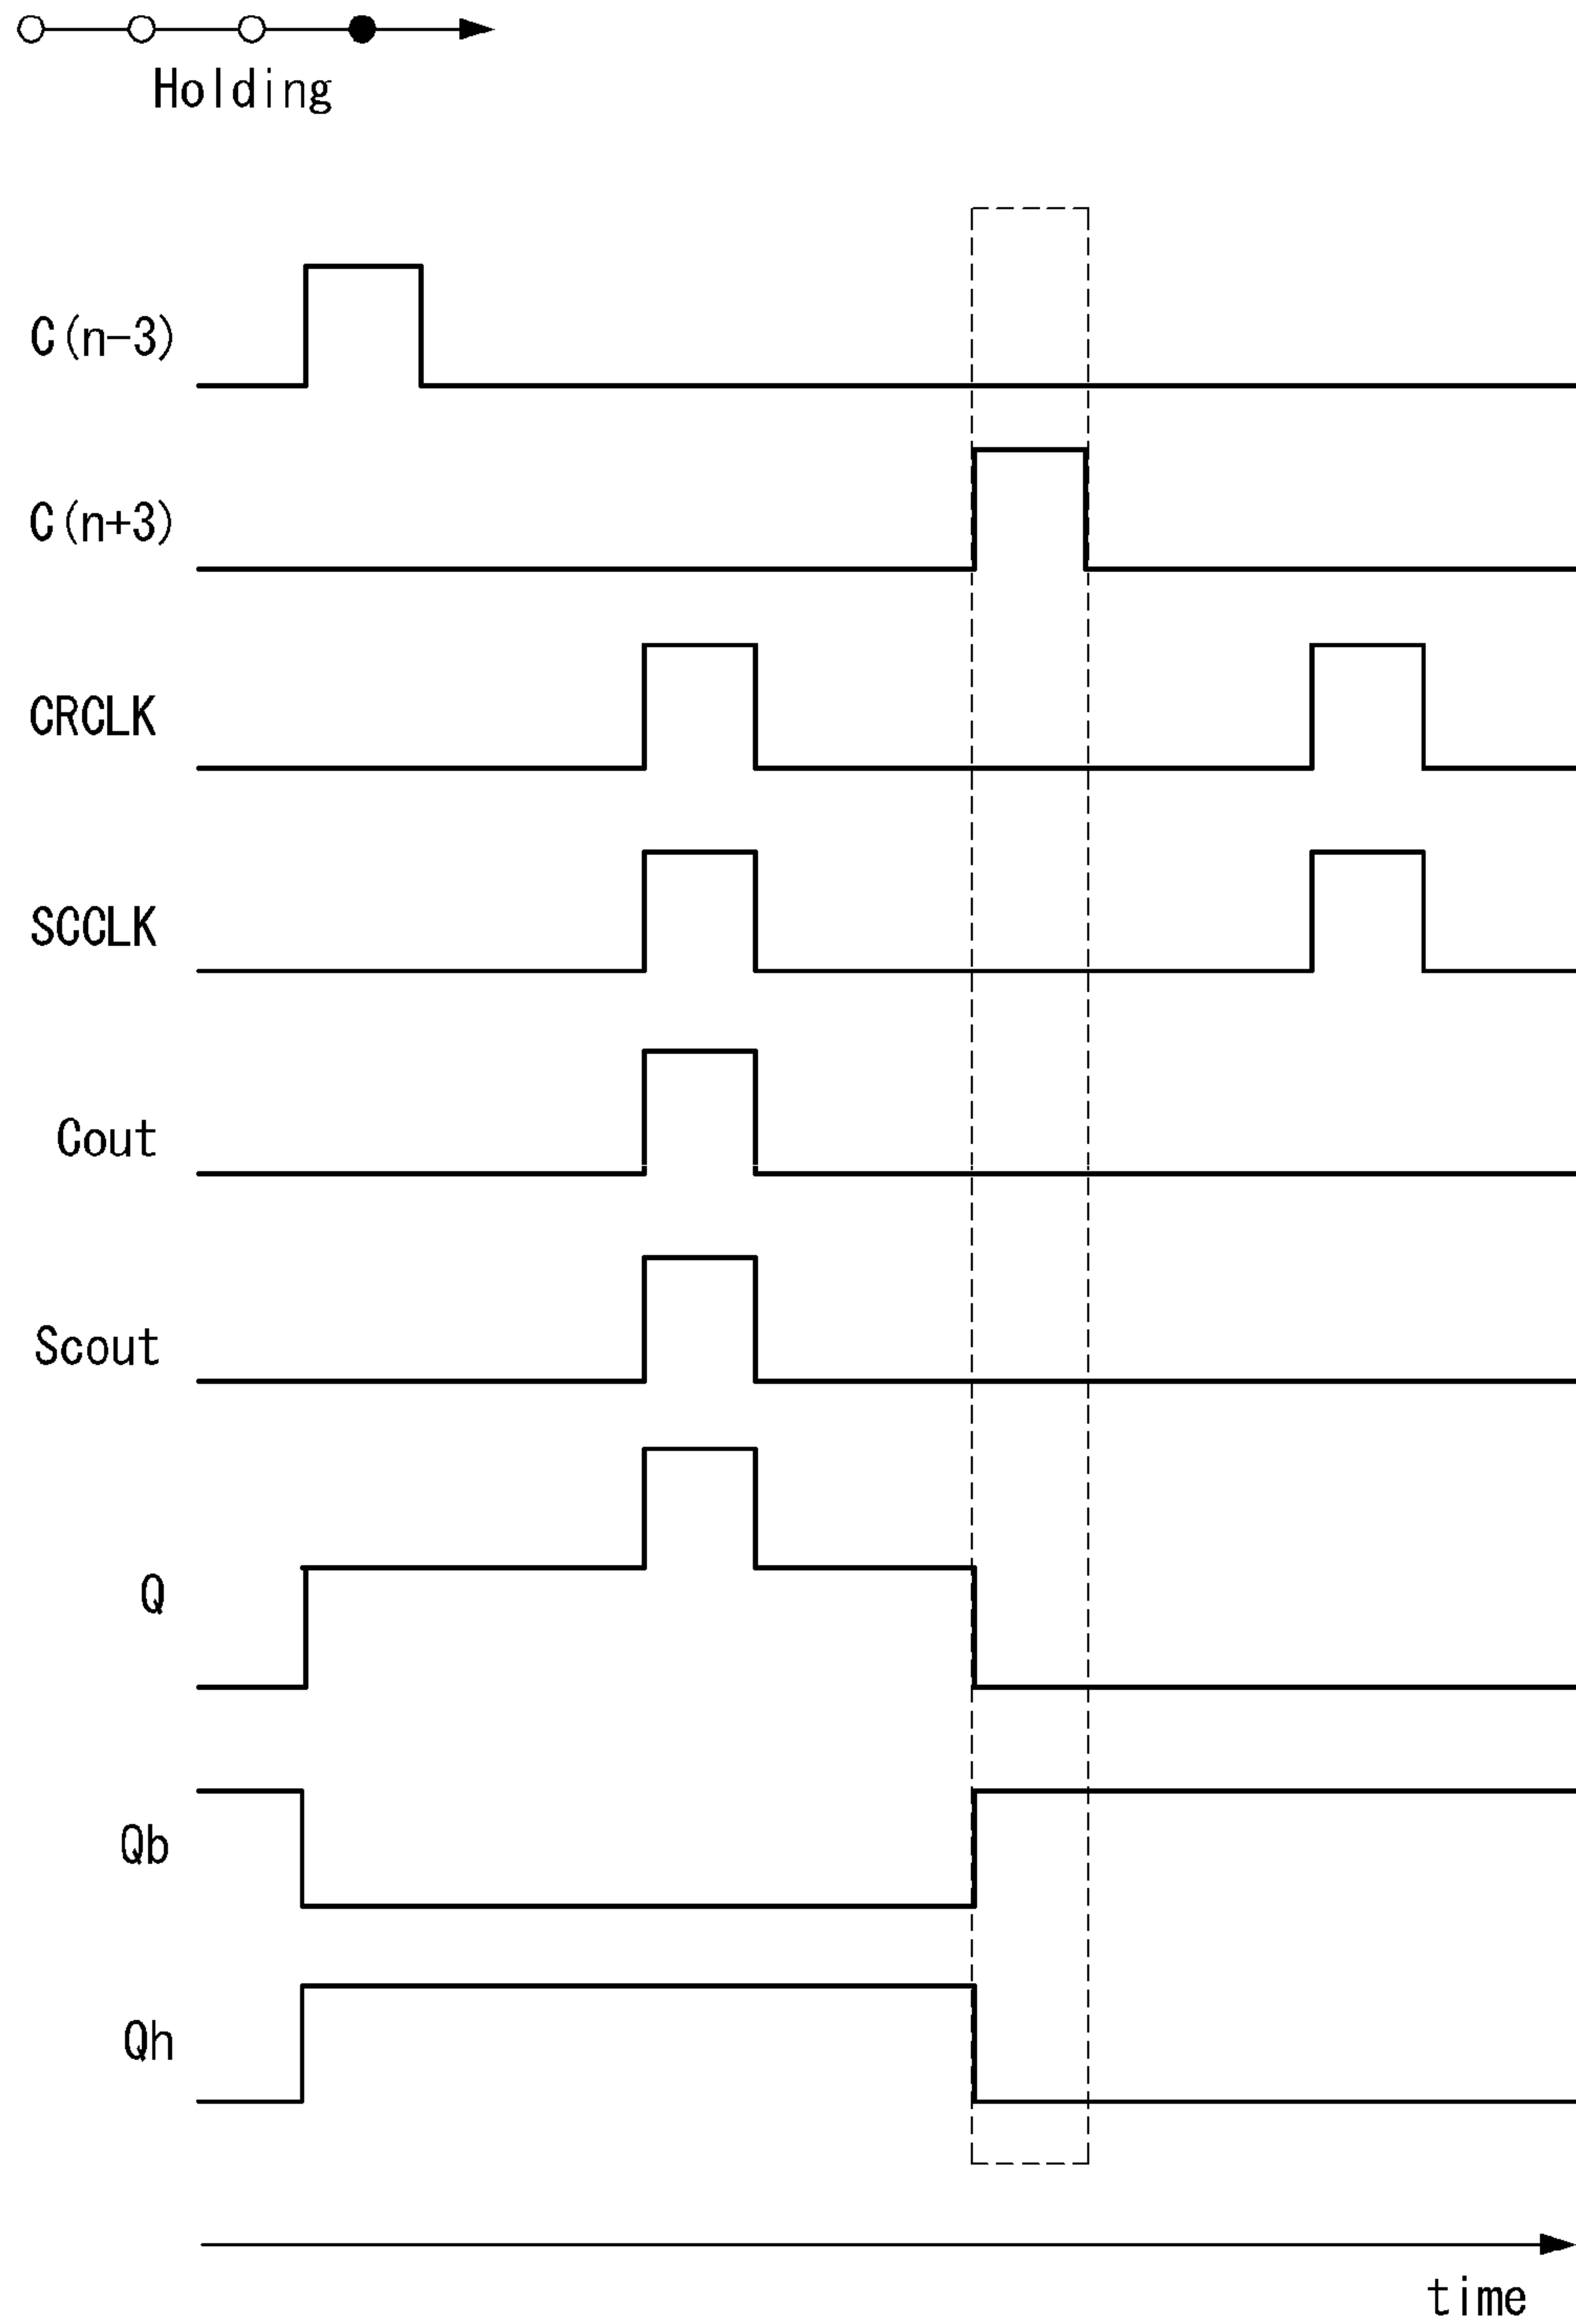 Holding
C(n-3)
C(n+3)
CRCLK
SCCLK
Cout
Scout
Q
Qb
Qh
time